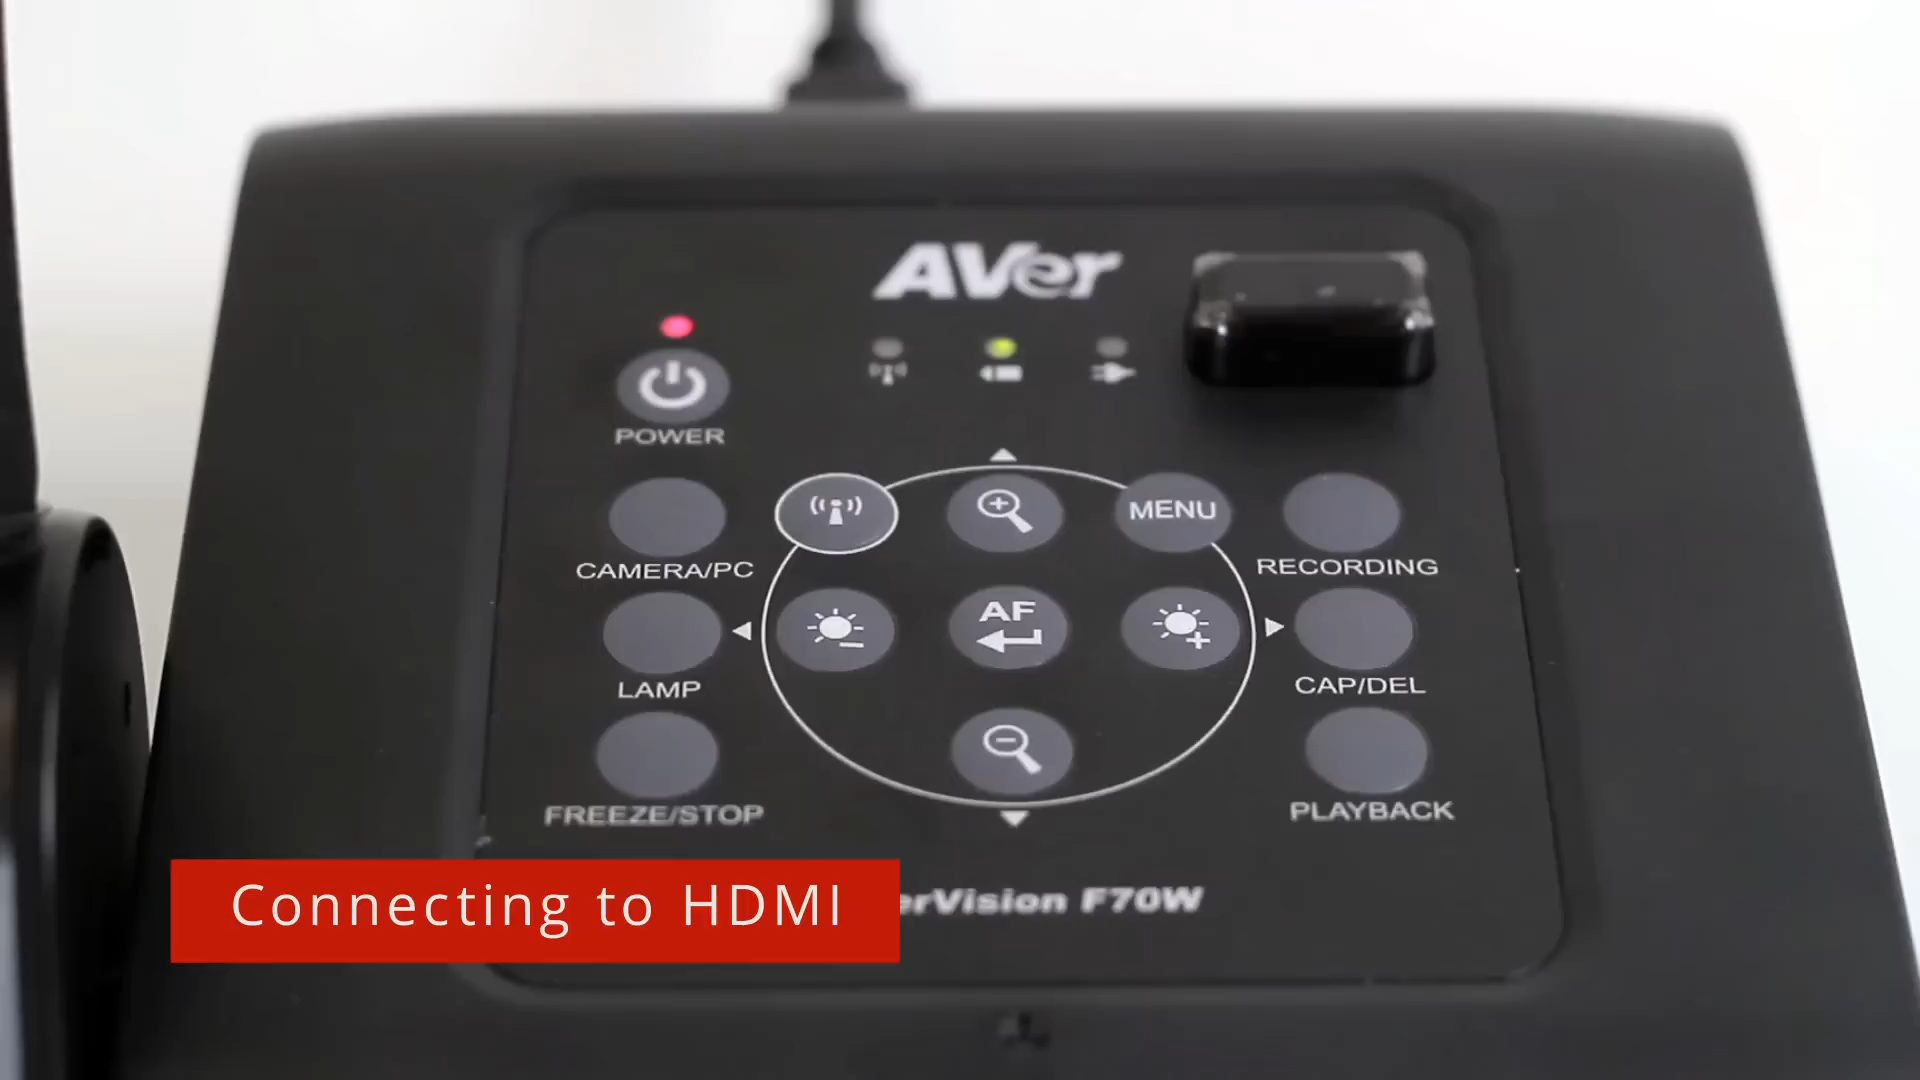 AVer
POWER
MENU
CAMERA/PC
RECORDING
AF
LAMP
CAP/DEL
FREEZE/STOP
PLAYBACK
Connecting to HDMI
erVision F70W